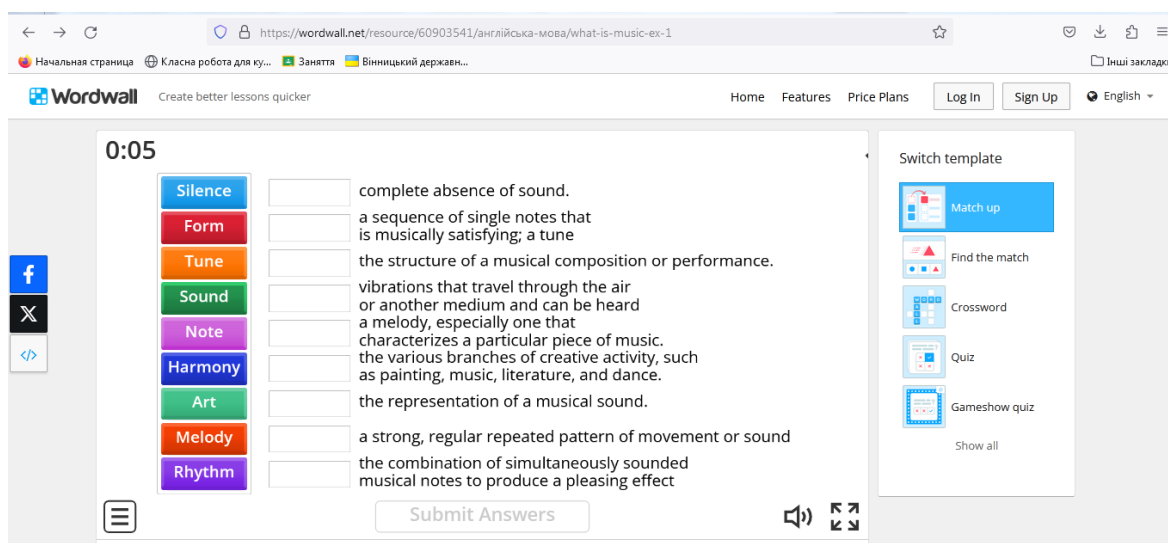 https://wordwall.net/resource/60903541/англійська-мова/what-is-music-ex-1
Начальная страница Класна робота для ку... Заняття Вінницький державн... Інші закладк
Wordwall Create better lessons quicker Home Features Price Plans Log In Sign Up English
0:05
Switch template
Silence complete absence of sound.
Form a sequence of single notes that
is musically satisfying; a tune
Tune the structure of a musical composition or performance.
Sound vibrations that travel through the air
or another medium and can be heard
Note a melody, especially one that
characterizes a particular piece of music.
Harmony the various branches of creative activity, such
as painting, music, literature, and dance.
Art the representation of a musical sound.
Melody a strong, regular repeated pattern of movement or sound
Rhythm the combination of simultaneously sounded
musical notes to produce a pleasing effect
Submit Answers
Match up
Find the match
Crossword
Quiz
Gameshow quiz
Show all